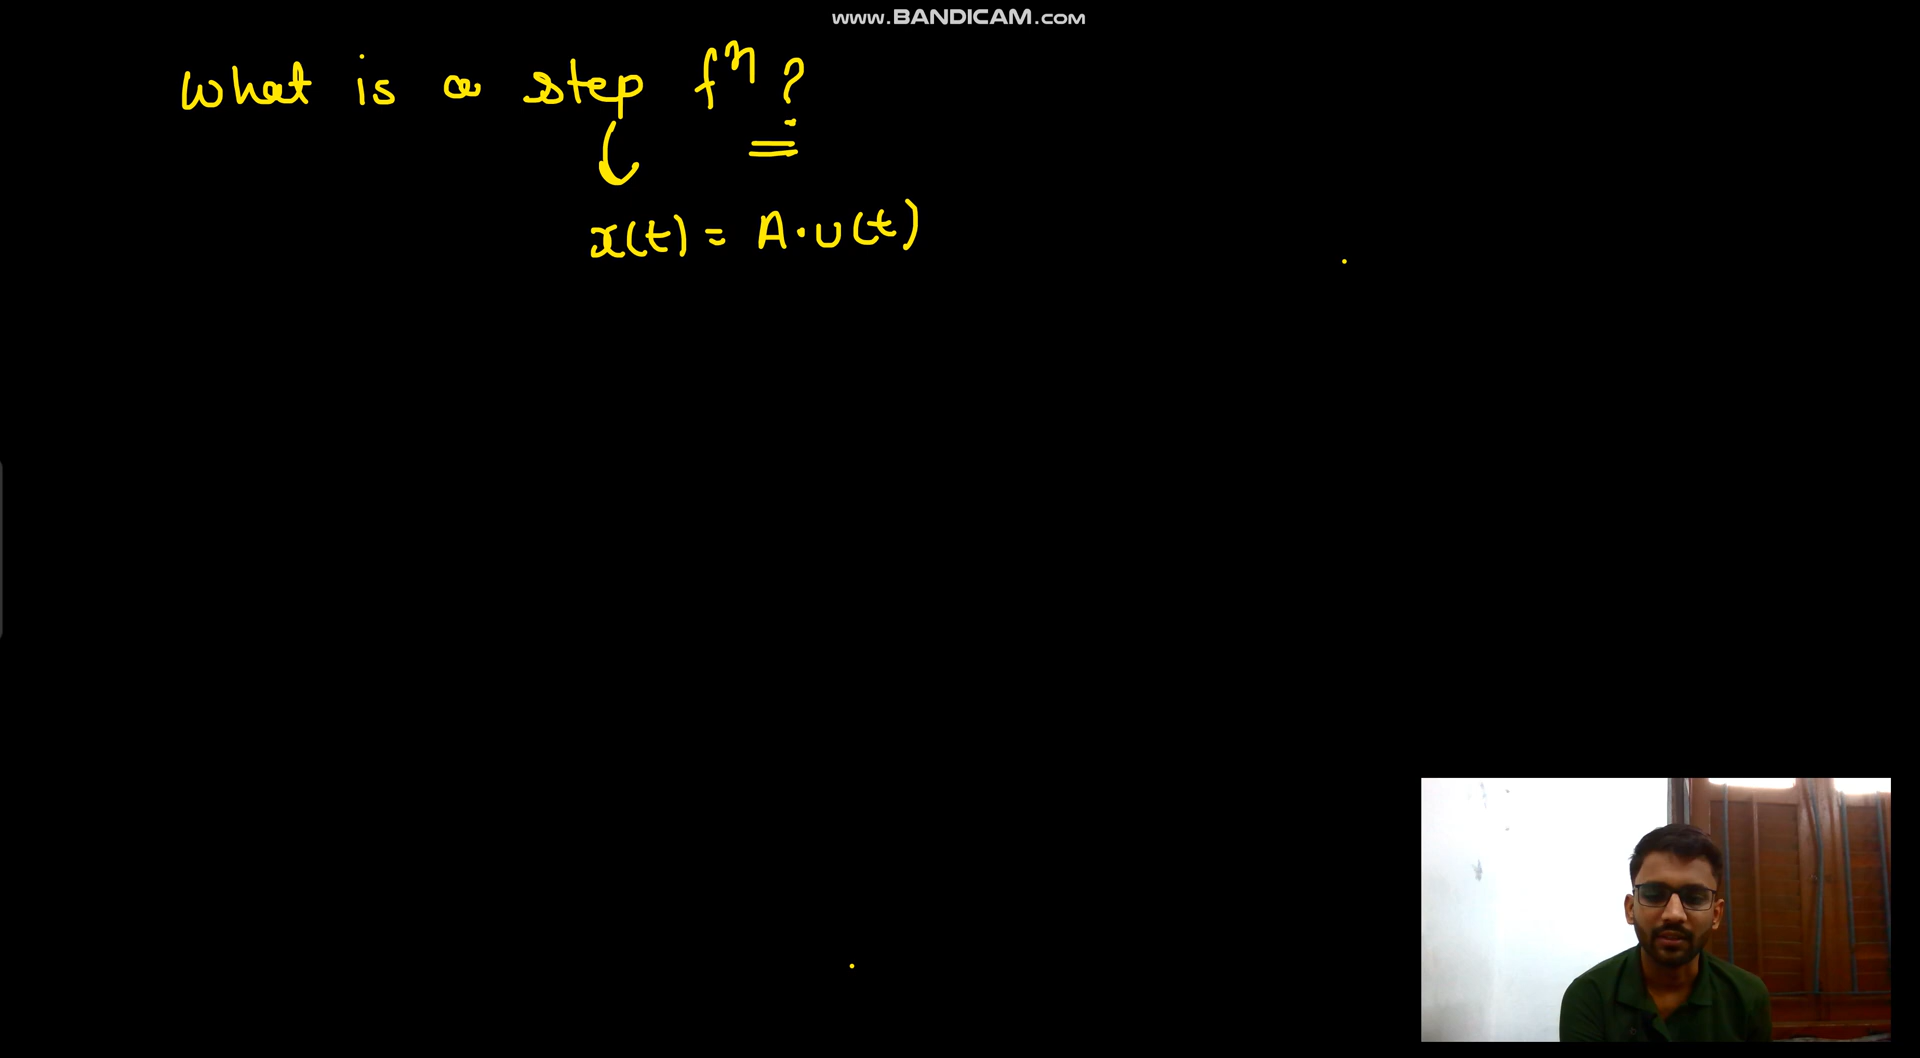 www.BANDICAM.com
What is a step fⁿ?
x(t) = A·u(t)